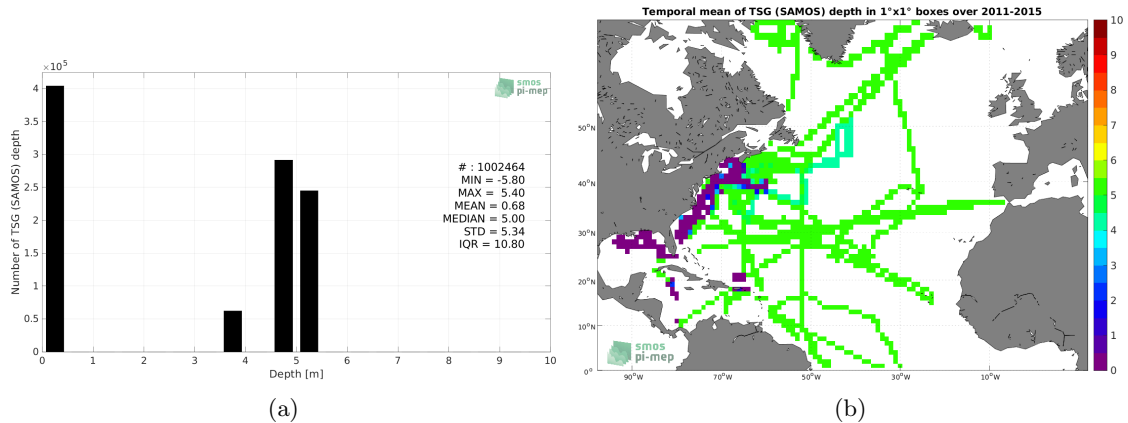 ×10⁵
4
3.5
3
2.5
2
1.5
1
0.5
0
0 1 2 3 4 5 6 7 8 9 10
Number of TSG (SAMOS) depth
Depth [m]
smos
pi-mep
# : 1002464
MIN = -5.80
MAX = 5.40
MEAN = 0.68
MEDIAN = 5.00
STD = 5.34
IQR = 10.80
(a)
Temporal mean of TSG (SAMOS) depth in 1°x1° boxes over 2011-2015
50°N
40°N
30°N
20°N
10°N
0°
90°W 70°W 50°W 30°W 10°W
smos
pi-mep
10
9
8
7
6
5
4
3
2
1
0
(b)